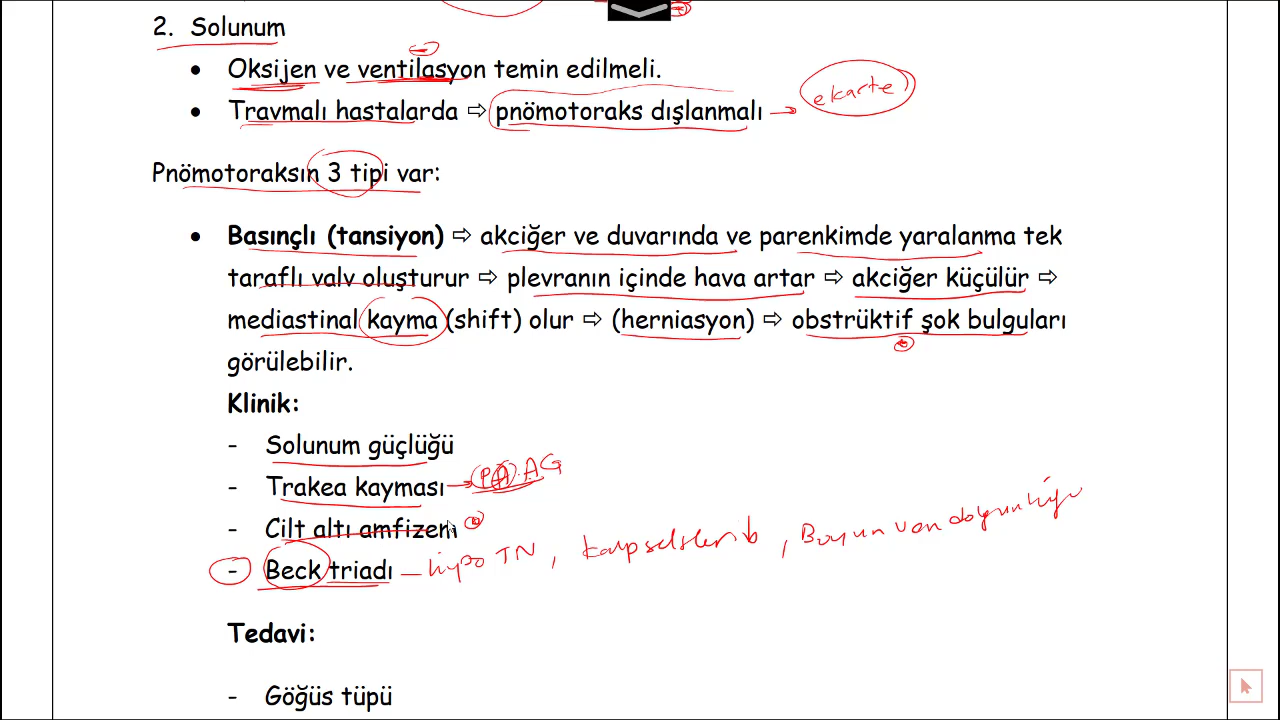 2. Solunum
• Oksijen ve ventilasyon temin edilmeli.
• Travmalı hastalarda ⇨ pnömotoraks dışlanmalı → ekarte
Pnömotoraksın 3 tipi var:
• Basınçlı (tansiyon) ⇨ akciğer ve duvarında ve parenkimde yaralanma tek
taraflı valv oluşturur ⇨ plevranın içinde hava artar ⇨ akciğer küçülür ⇨
mediastinal kayma (shift) olur ⇨ (herniasyon) ⇨ obstrüktif şok bulguları
görülebilir.
Klinik:
- Solunum güçlüğü
- Trakea kayması → PA AG
- Cilt altı amfizem
- Beck triadı — hipo TN, kalp sesleri, Boyun ven dolgunluğu
Tedavi:
- Göğüs tüpü